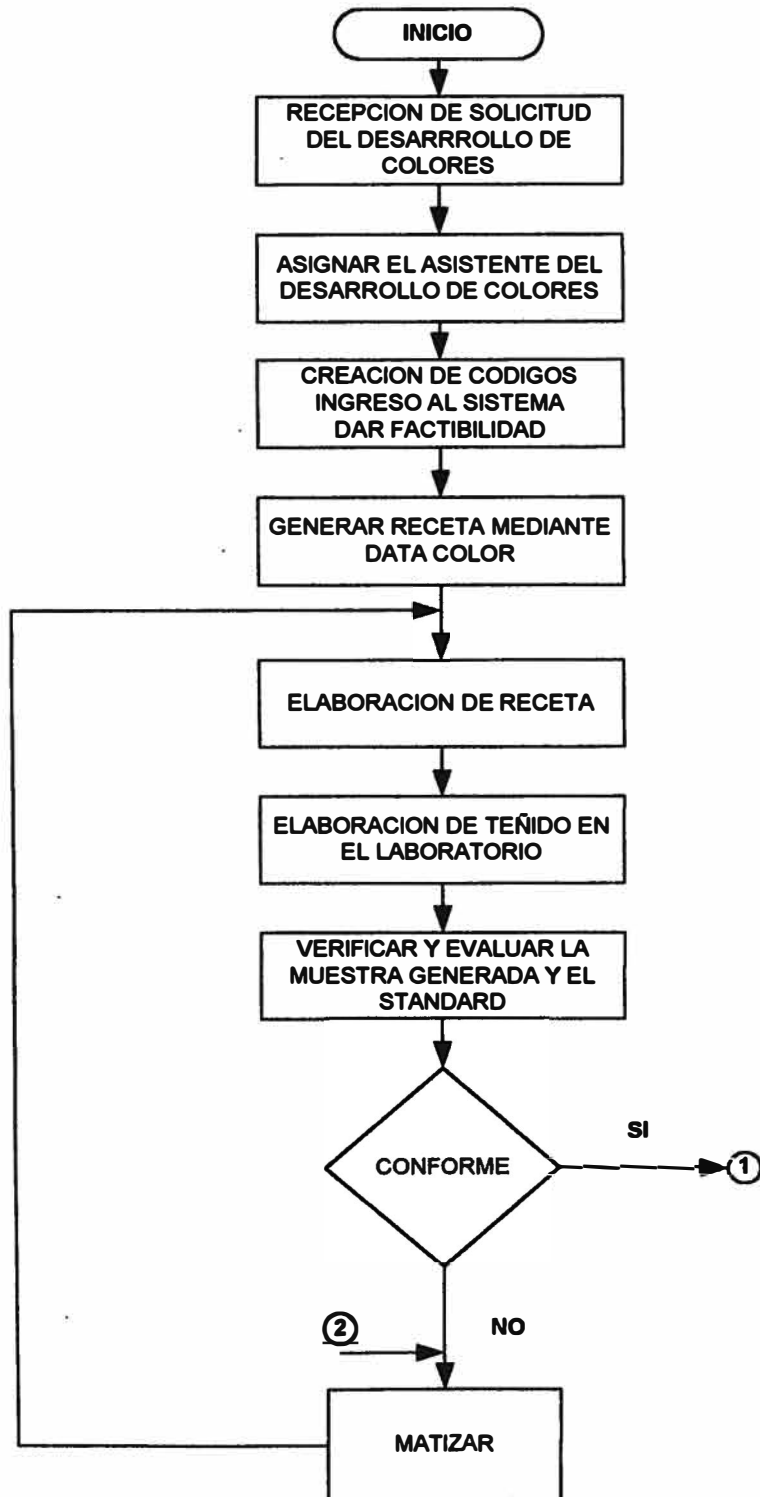 INICIO
RECEPCION DE SOLICITUD
DEL DESARRROLLO DE
COLORES
ASIGNAR EL ASISTENTE DEL
DESARROLLO DE COLORES
CREACION DE CODIGOS
INGRESO AL SISTEMA
DAR FACTIBILIDAD
GENERAR RECETA MEDIANTE
DATA COLOR
ELABORACION DE RECETA
ELABORACION DE TEÑIDO EN
EL LABORATORIO
VERIFICAR Y EVALUAR LA
MUESTRA GENERADA Y EL
STANDARD
CONFORME
SI
1
2
NO
MATIZAR